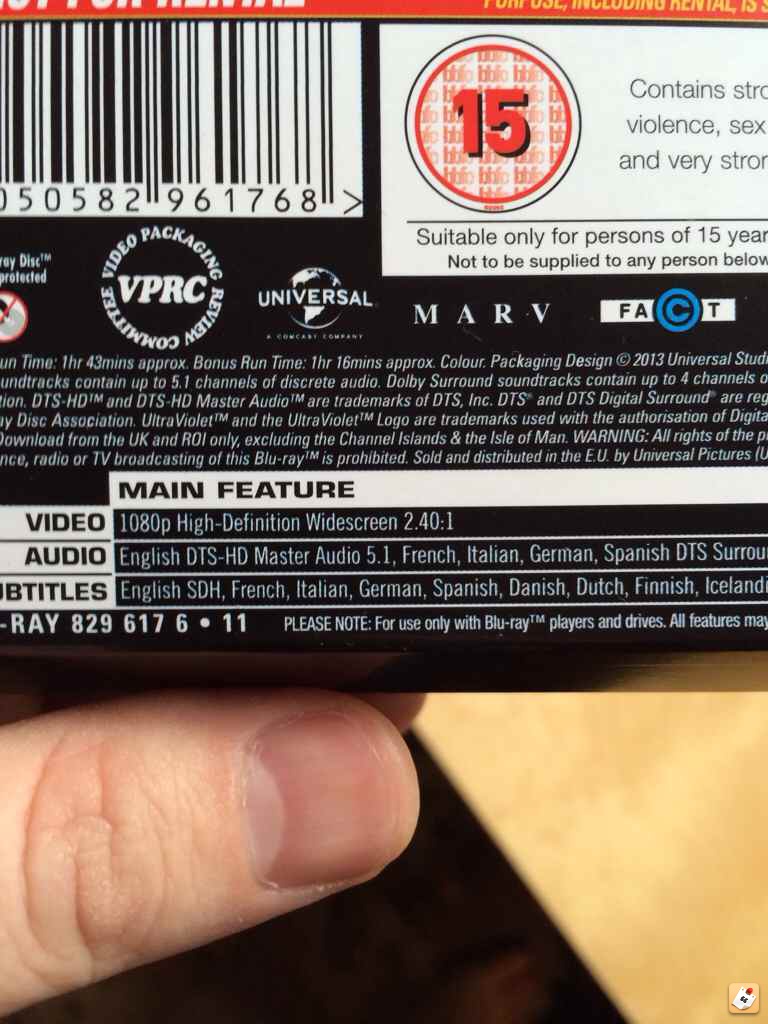 NOT FOR RENTAL
PURPOSE, INCLUDING RENTAL, IS S
050582 961768 >
bbfc
15
Contains stro
violence, sex
and very stron
Suitable only for persons of 15 year
Not to be supplied to any person below
ray Disc™
protected
VIDEO PACKAGING REVIEW COMMITTEE
VPRC
UNIVERSAL
A COMCAST COMPANY
MARV
FACT
un Time: 1hr 43mins approx. Bonus Run Time: 1hr 16mins approx. Colour. Packaging Design © 2013 Universal Studi
undtracks contain up to 5.1 channels of discrete audio. Dolby Surround soundtracks contain up to 4 channels o
tion. DTS-HD™ and DTS-HD Master Audio™ are trademarks of DTS, Inc. DTS® and DTS Digital Surround® are reg
ay Disc Association. UltraViolet™ and the UltraViolet™ Logo are trademarks used with the authorisation of Digita
Download from the UK and ROI only, excluding the Channel Islands & the Isle of Man. WARNING: All rights of the p
nce, radio or TV broadcasting of this Blu-ray™ is prohibited. Sold and distributed in the E.U. by Universal Pictures (U
MAIN FEATURE
VIDEO 1080p High-Definition Widescreen 2.40:1
AUDIO English DTS-HD Master Audio 5.1, French, Italian, German, Spanish DTS Surrou
UBTITLES English SDH, French, Italian, German, Spanish, Danish, Dutch, Finnish, Icelandi
-RAY 829 617 6 • 11 PLEASE NOTE: For use only with Blu-ray™ players and drives. All features may